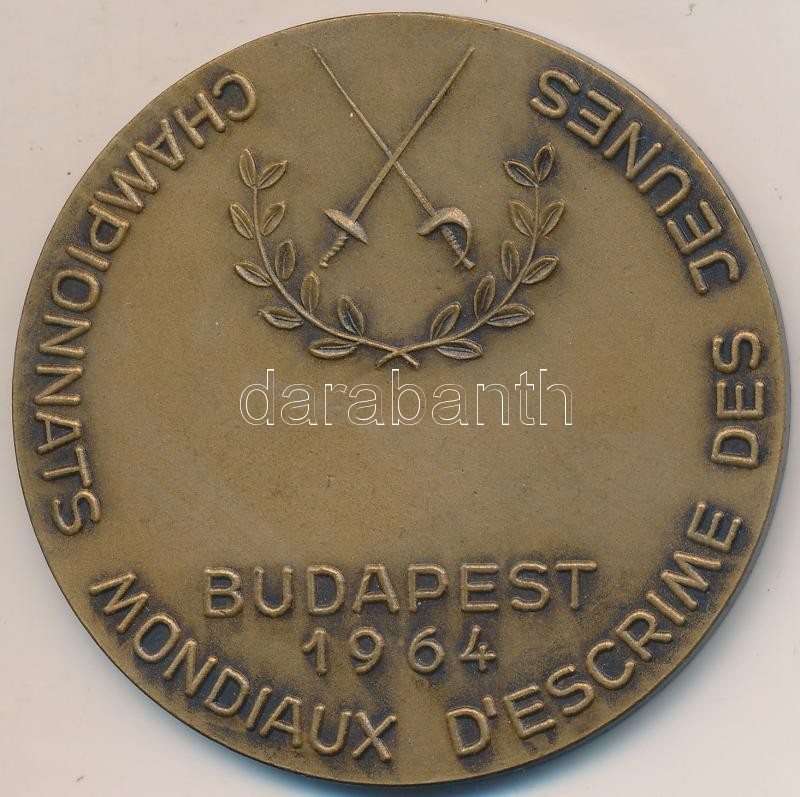 CHAMPIONNATS MONDIAUX D'ESCRIME DES JEUNES
darabanth
BUDAPEST
1964